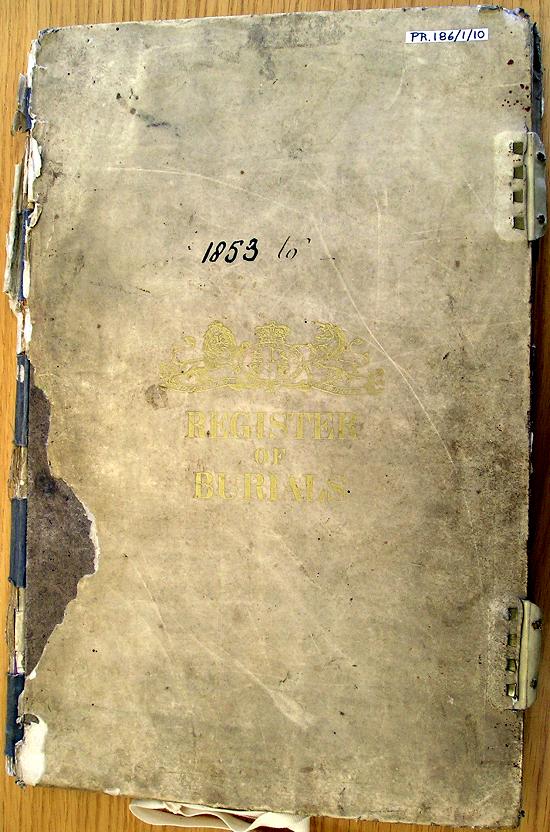 PR.186/1/10
1853 to
REGISTER
OF
BURIALS